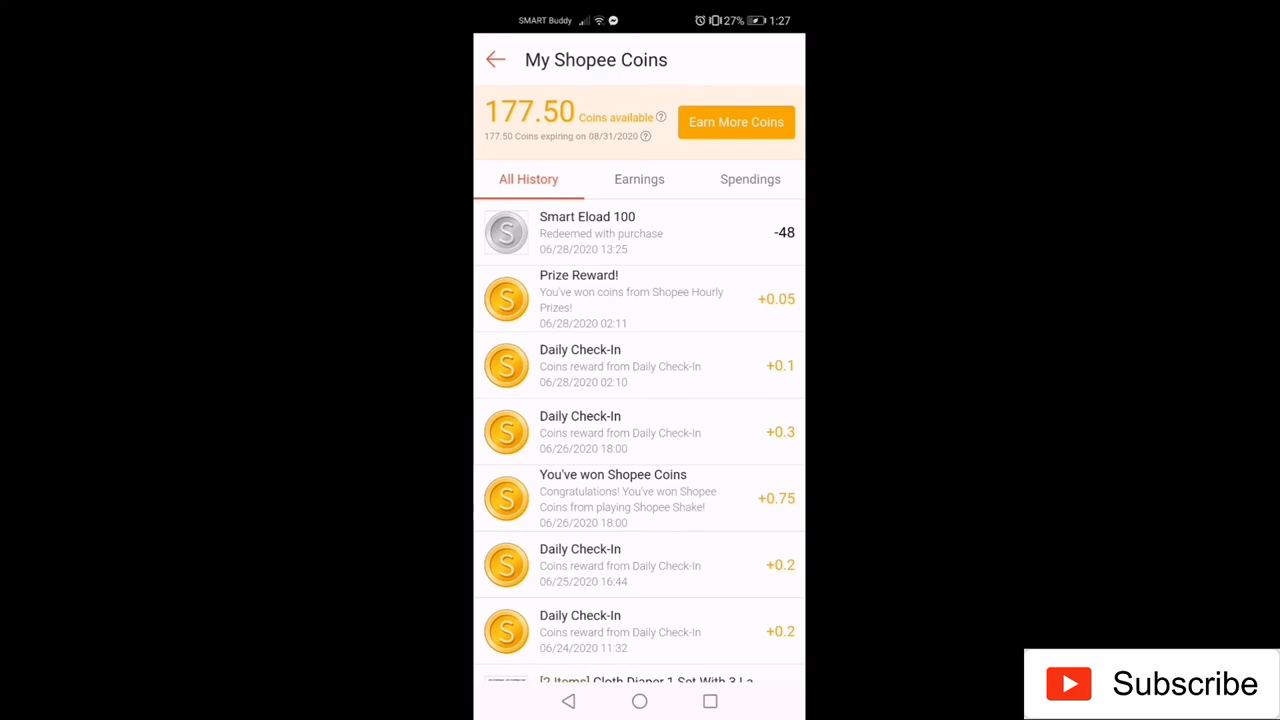 SMART Buddy
27% 1:27
My Shopee Coins
177.50 Coins available
177.50 Coins expiring on 08/31/2020
Earn More Coins
All History Earnings Spendings
Smart Eload 100
Redeemed with purchase
-48
06/28/2020 13:25
Prize Reward!
You've won coins from Shopee Hourly
Prizes!
+0.05
06/28/2020 02:11
Daily Check-In
Coins reward from Daily Check-In
+0.1
06/28/2020 02:10
Daily Check-In
Coins reward from Daily Check-In
+0.3
06/26/2020 18:00
You've won Shopee Coins
Congratulations! You've won Shopee
Coins from playing Shopee Shake!
+0.75
06/26/2020 18:00
Daily Check-In
Coins reward from Daily Check-In
+0.2
06/25/2020 16:44
Daily Check-In
Coins reward from Daily Check-In
+0.2
06/24/2020 11:32
[2 Items] Cloth Diaper 1 Set With 3 La
Subscribe